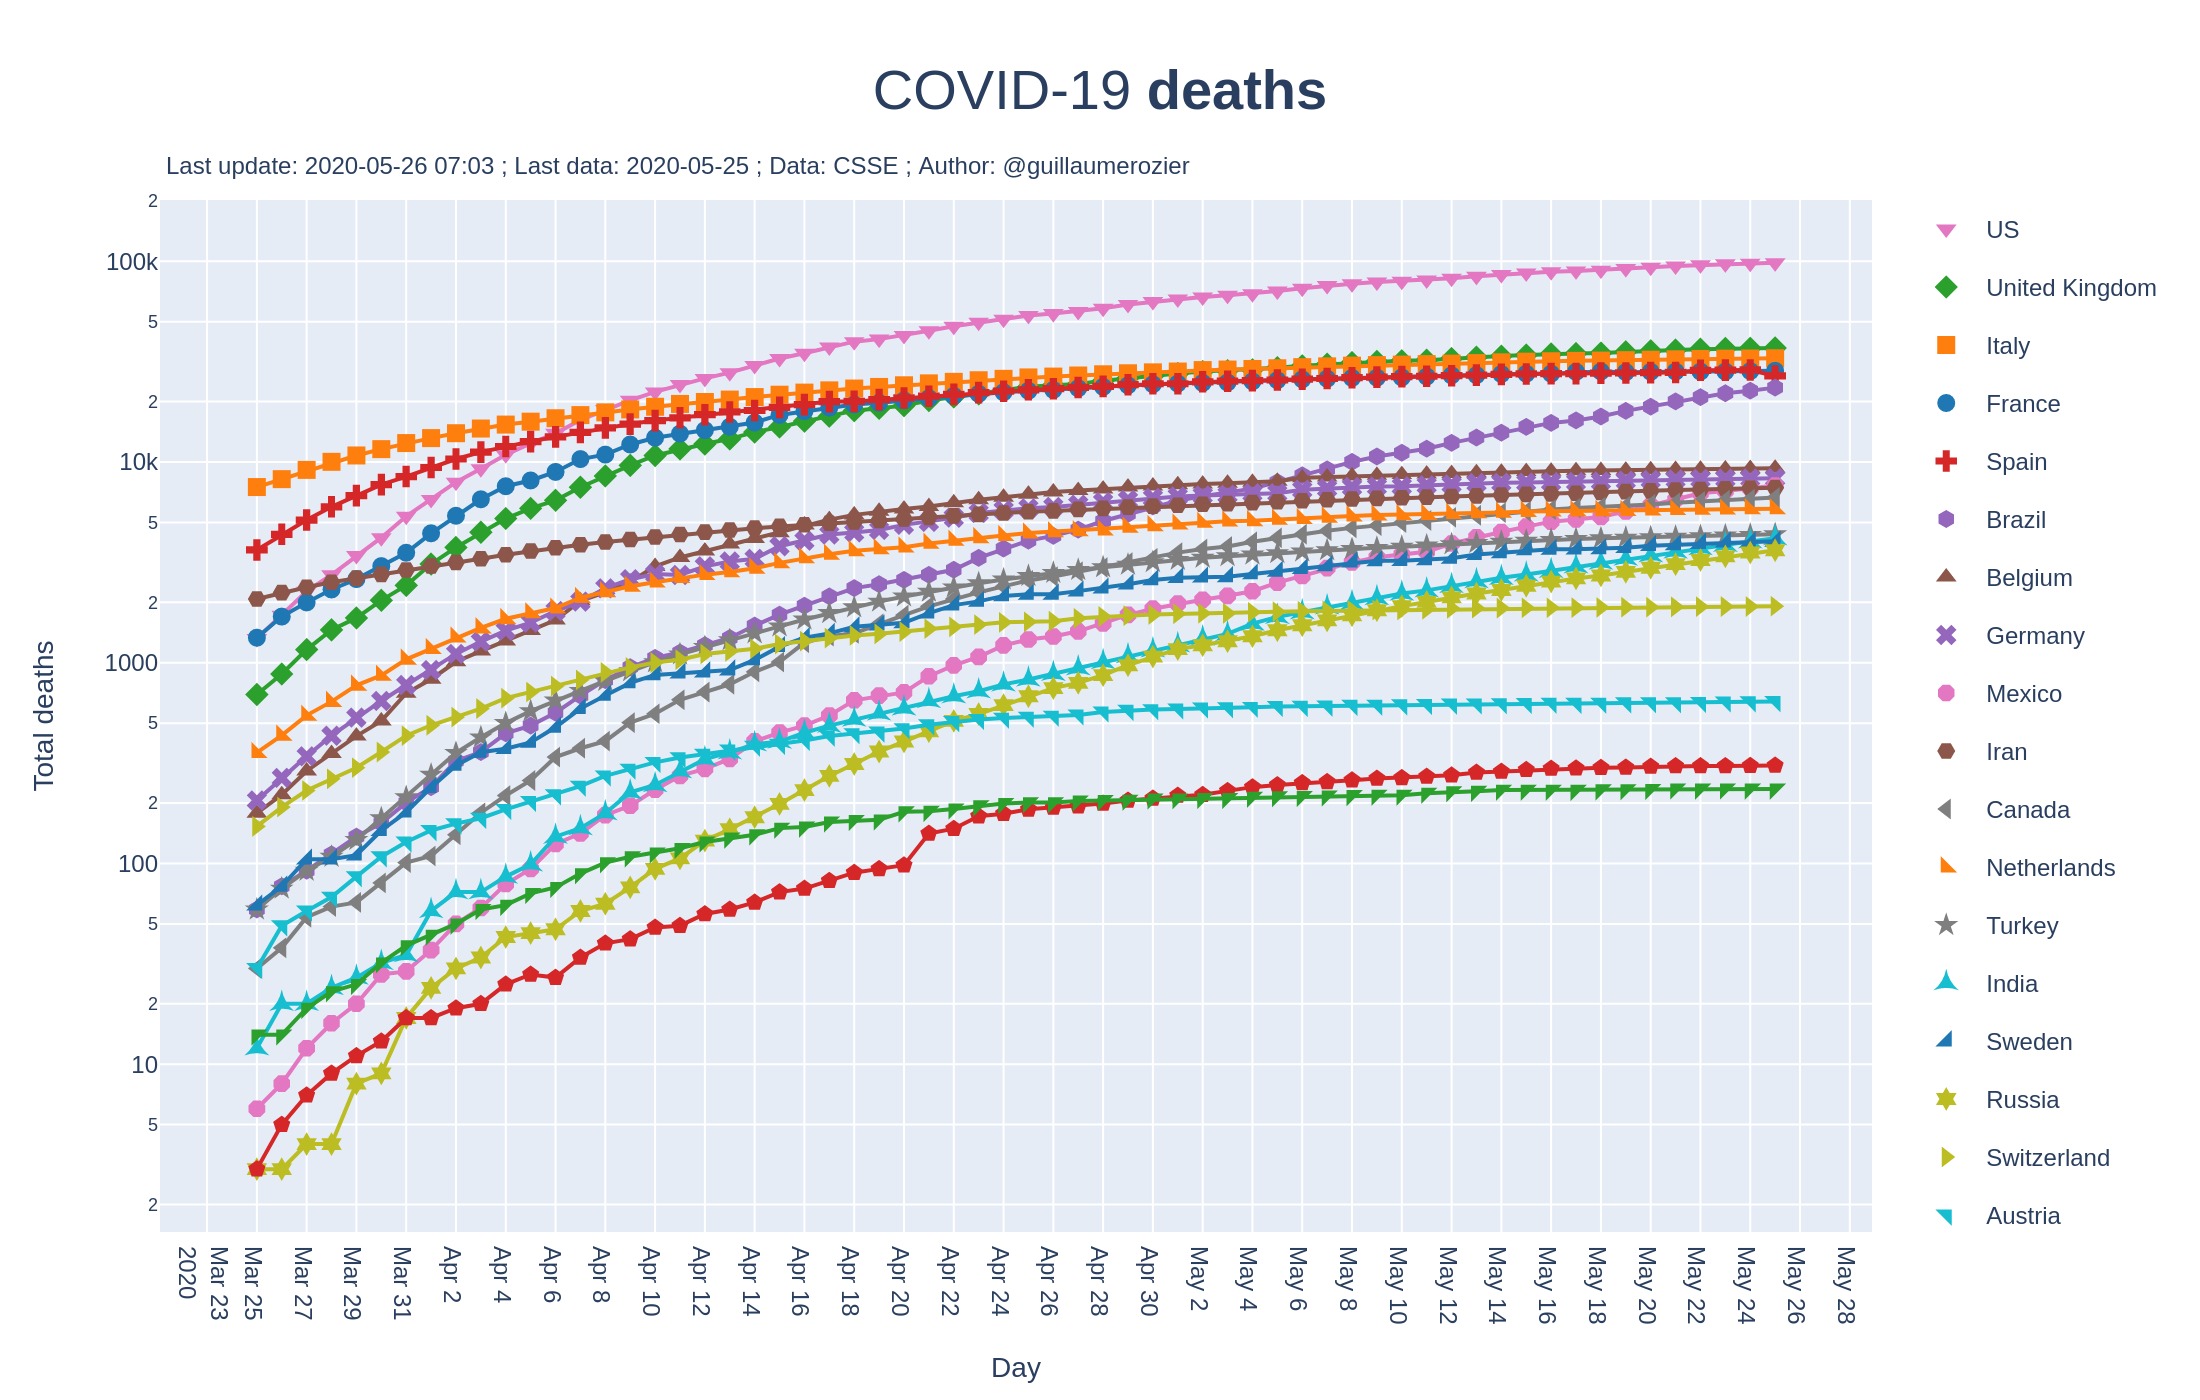 COVID-19 deaths
Last update: 2020-05-26 07:03 ; Last data: 2020-05-25 ; Data: CSSE ; Author: @guillaumerozier
2
100k
5
2
10k
5
2
1000
5
2
100
5
2
10
5
2
Total deaths
Mar 23
2020
Mar 25
Mar 27
Mar 29
Mar 31
Apr 2
Apr 4
Apr 6
Apr 8
Apr 10
Apr 12
Apr 14
Apr 16
Apr 18
Apr 20
Apr 22
Apr 24
Apr 26
Apr 28
Apr 30
May 2
May 4
May 6
May 8
May 10
May 12
May 14
May 16
May 18
May 20
May 22
May 24
May 26
May 28
Day
US
United Kingdom
Italy
France
Spain
Brazil
Belgium
Germany
Mexico
Iran
Canada
Netherlands
Turkey
India
Sweden
Russia
Switzerland
Austria